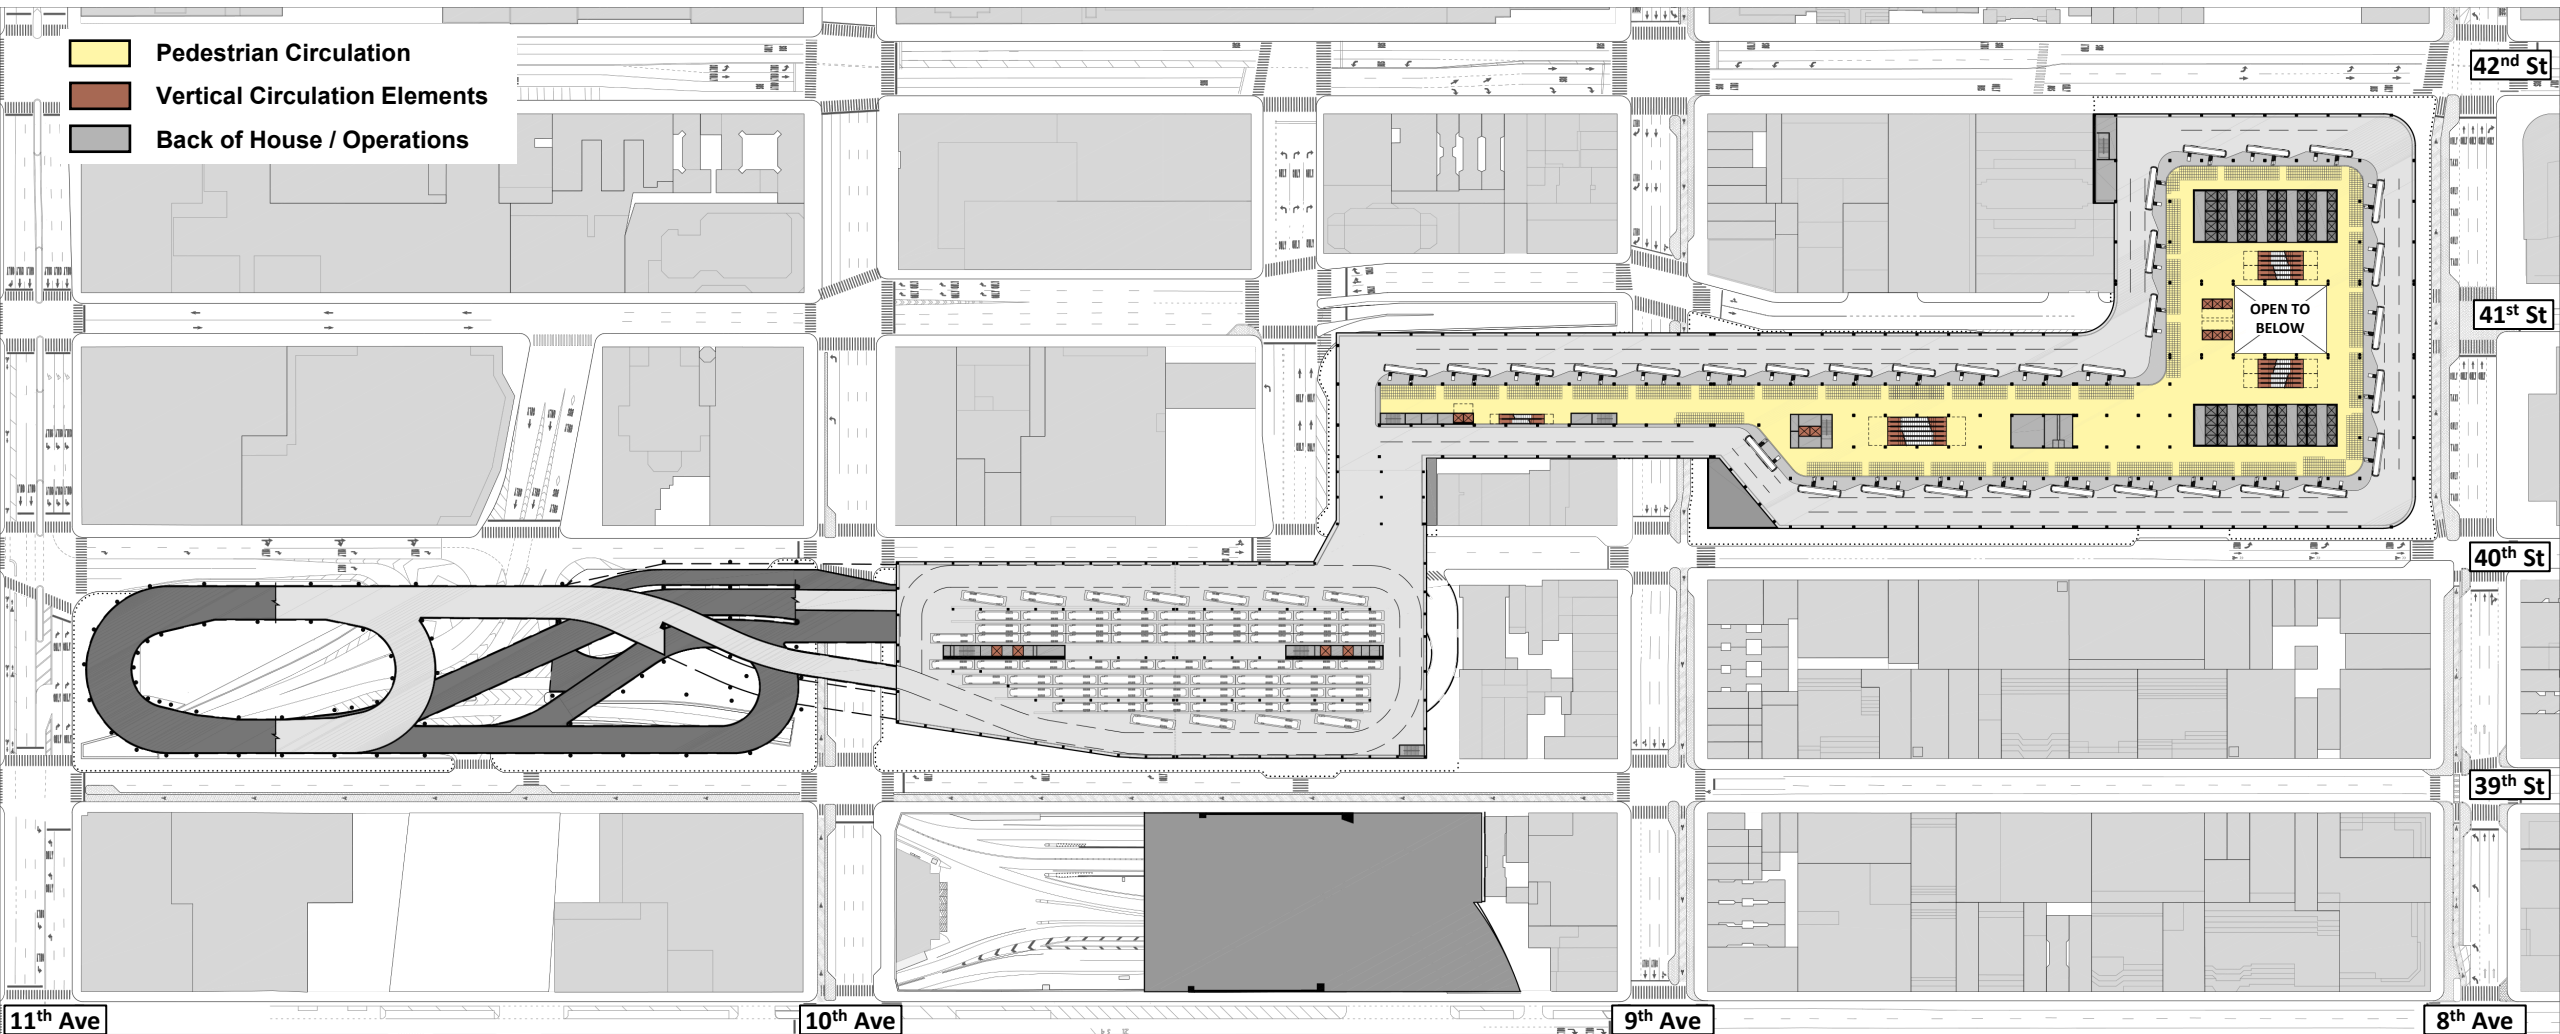 Pedestrian Circulation
Vertical Circulation Elements
Back of House / Operations
42nd St
OPEN TO
BELOW
41st St
40th St
39th St
11th Ave
10th Ave
9th Ave
8th Ave